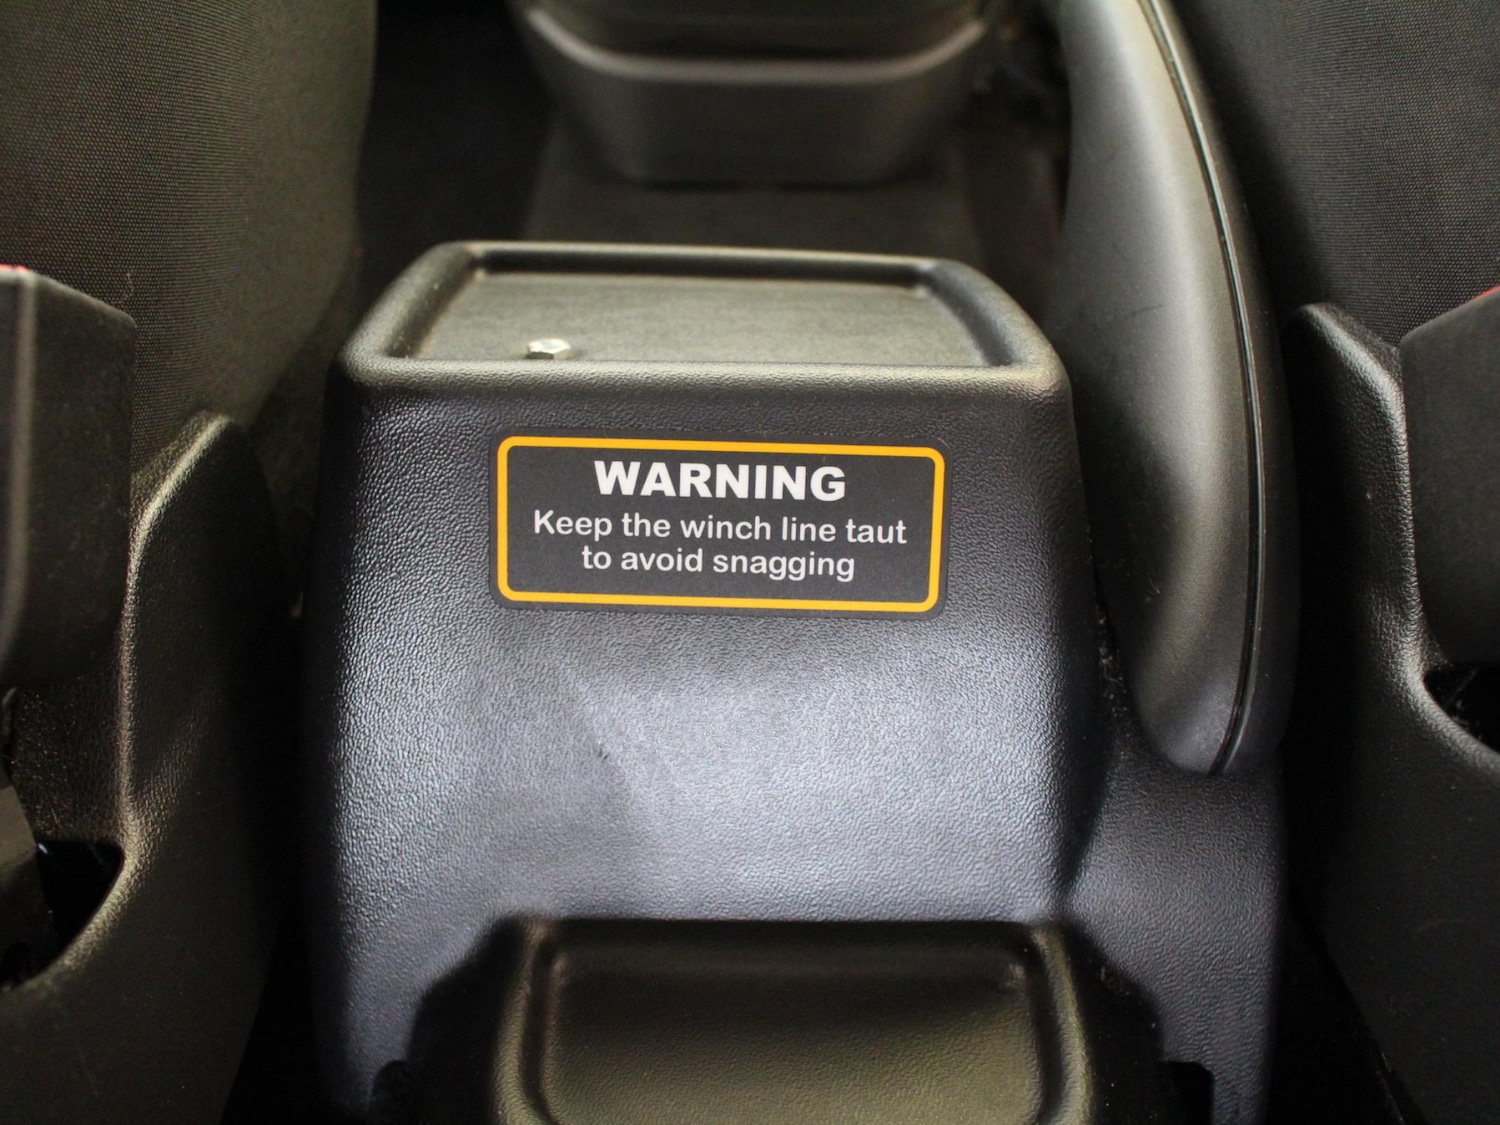 WARNING
Keep the winch line taut
to avoid snagging